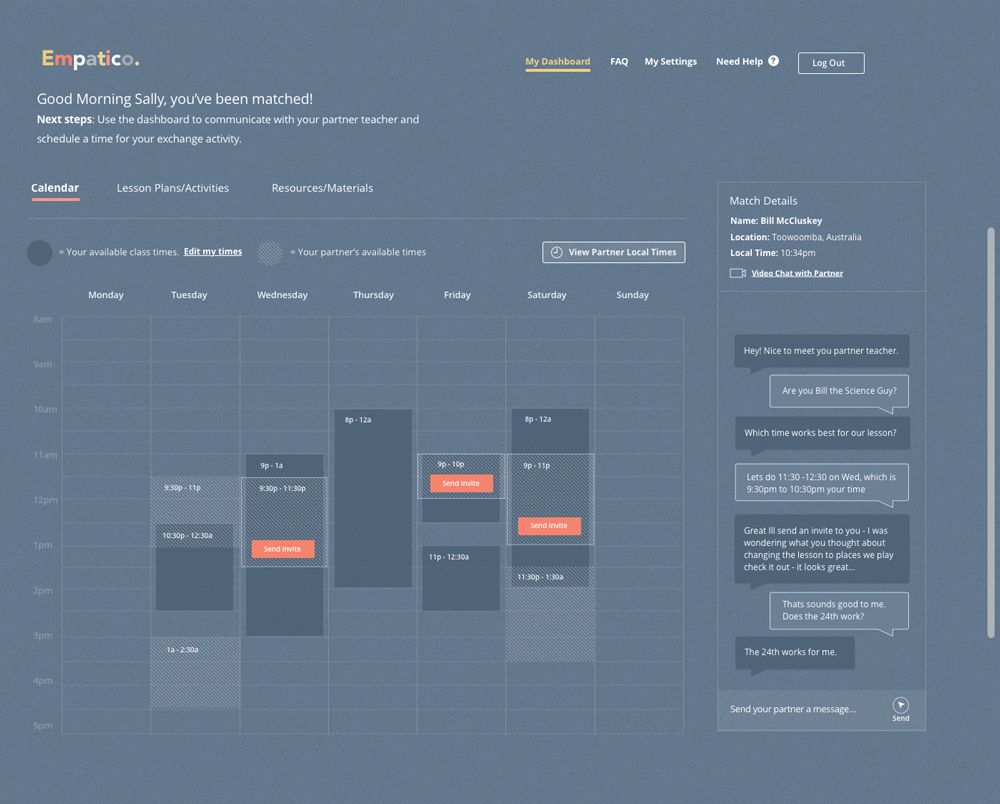 Empatico.
My Dashboard FAQ My Settings Need Help ? Log Out
Good Morning Sally, you've been matched!
Next steps: Use the dashboard to communicate with your partner teacher and
schedule a time for your exchange activity.
Calendar Lesson Plans/Activities Resources/Materials
= Your available class times. Edit my times = Your partner's available times
View Partner Local Times
Monday Tuesday Wednesday Thursday Friday Saturday Sunday
8am
9am
10am
8p - 12a 8p - 12a
11am
9p - 1a 9p - 10p 9p - 11p
Send Invite
9:30p - 11p 9:30p - 11:30p
12pm
Send Invite
10:30p - 12:30a
1pm
Send Invite
11p - 12:30a
11:30p - 1:30a
2pm
3pm
1a - 2:30a
4pm
5pm
Match Details
Name: Bill McCluskey
Location: Toowoomba, Australia
Local Time: 10:34pm
Video Chat with Partner
Hey! Nice to meet you partner teacher.
Are you Bill the Science Guy?
Which time works best for our lesson?
Lets do 11:30 -12:30 on Wed, which is
9:30pm to 10:30pm your time
Great Ill send an invite to you - I was
wondering what you thought about
changing the lesson to places we play
check it out - it looks great...
Thats sounds good to me.
Does the 24th work?
The 24th works for me.
Send your partner a message...
Send